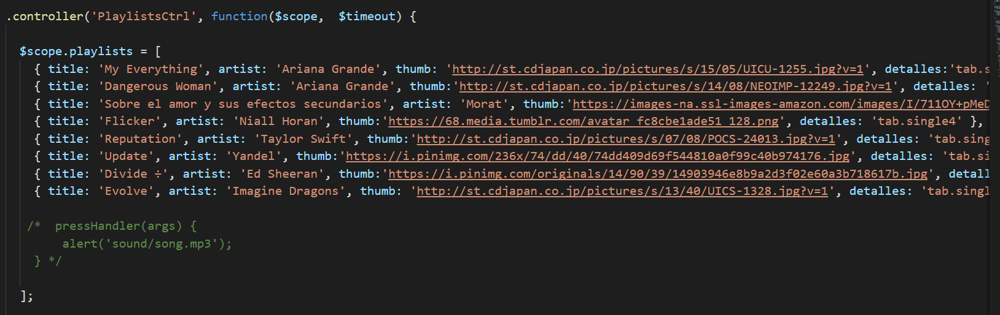 .controller('PlaylistsCtrl', function($scope,  $timeout) {
$scope.playlists = [
{ title: 'My Everything', artist: 'Ariana Grande', thumb: 'http://st.cdjapan.co.jp/pictures/s/15/05/UICU-1255.jpg?v=1', detalles:'tab.s
{ title: 'Dangerous Woman', artist: 'Ariana Grande', thumb:'http://st.cdjapan.co.jp/pictures/s/14/08/NEOIMP-12249.jpg?v=1', detalles: '
{ title: 'Sobre el amor y sus efectos secundarios', artist: 'Morat', thumb:'https://images-na.ssl-images-amazon.com/images/I/711OY+pMeD
{ title: 'Flicker', artist: 'Niall Horan', thumb:'https://68.media.tumblr.com/avatar_fc8cbe1ade51_128.png', detalles: 'tab.single4' },
{ title: 'Reputation', artist: 'Taylor Swift', thumb:'http://st.cdjapan.co.jp/pictures/s/07/08/POCS-24013.jpg?v=1', detalles: 'tab.sing
{ title: 'Update', artist: 'Yandel', thumb:'https://i.pinimg.com/236x/74/dd/40/74dd409d69f544810a0f99c40b974176.jpg', detalles: 'tab.si
{ title: 'Divide ÷', artist: 'Ed Sheeran', thumb:'https://i.pinimg.com/originals/14/90/39/14903946e8b9a2d3f02e60a3b718617b.jpg', detall
{ title: 'Evolve', artist: 'Imagine Dragons', thumb: 'http://st.cdjapan.co.jp/pictures/s/13/40/UICS-1328.jpg?v=1', detalles: 'tab.singl
/*  pressHandler(args) {
alert('sound/song.mp3');
} */
];